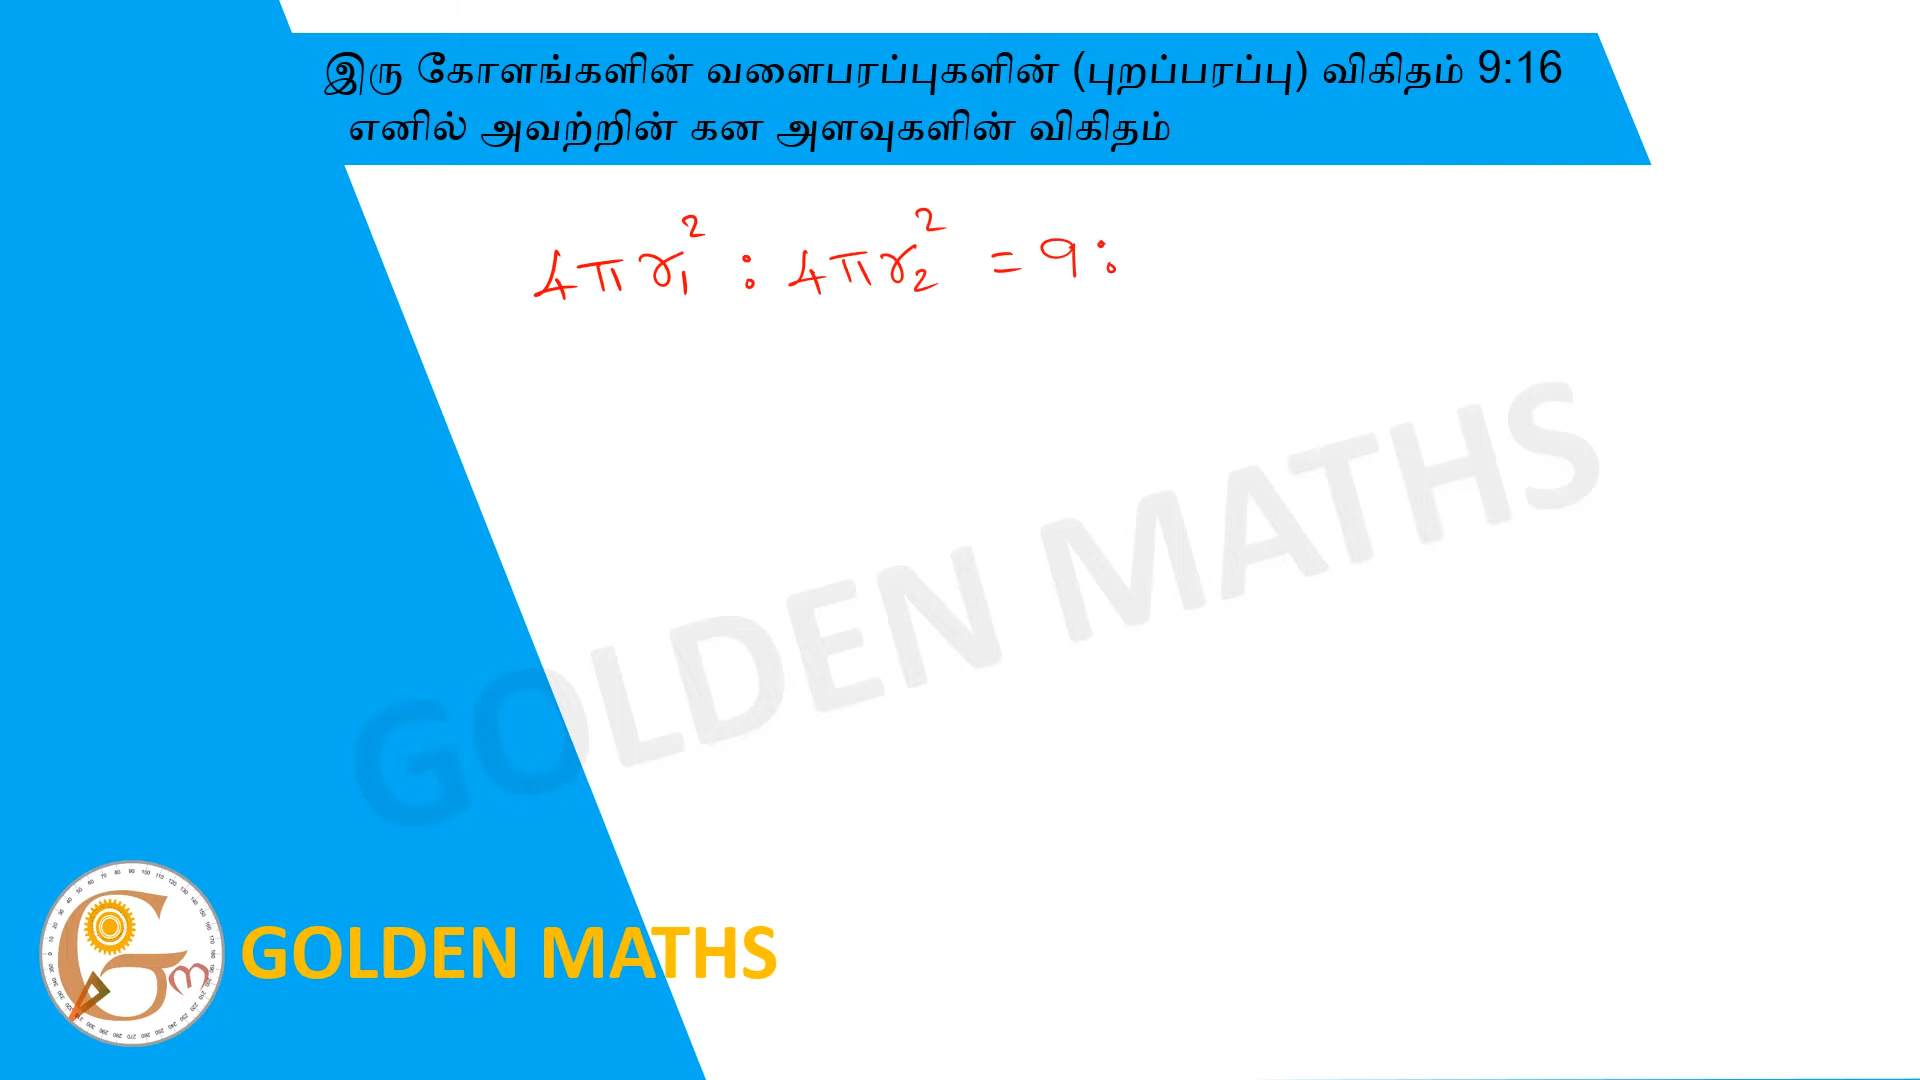 இரு கோளங்களின் வளைபரப்புகளின் (புறப்பரப்பு) விகிதம் 9:16
எனில் அவற்றின் கன அளவுகளின் விகிதம்
4πr₁² : 4πr₂² = 9:
GOLDEN MATHS
GOLDEN MATHS